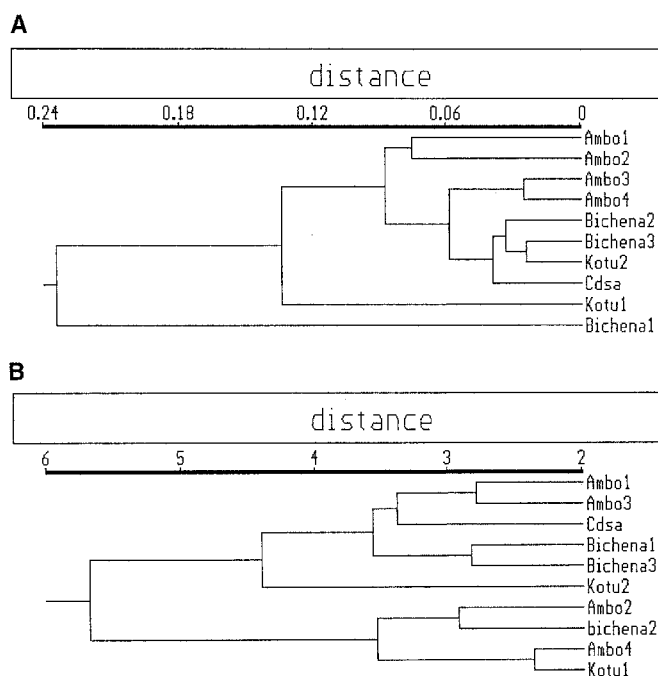 A
distance
0.24 0.18 0.12 0.06 0
Ambo1
Ambo2
Ambo3
Ambo4
Bichena2
Bichena3
Kotu2
Cdsa
Kotu1
Bichena1
B
distance
6 5 4 3 2
Ambo1
Ambo3
Cdsa
Bichena1
Bichena3
Kotu2
Ambo2
bichena2
Ambo4
Kotu1